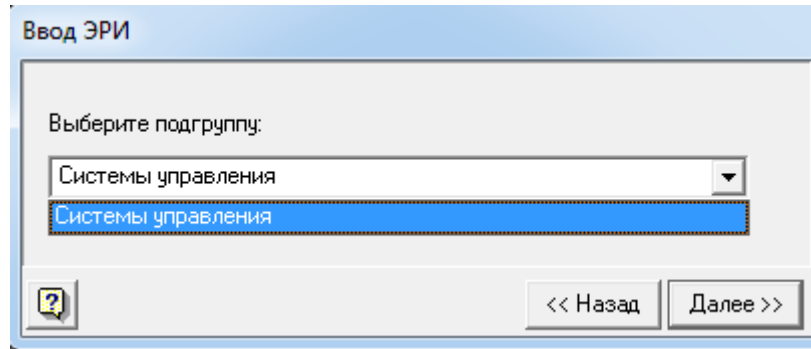 Ввод ЭРИ
Выберите подгруппу:
Системы управления
Системы управления
<< Назад
Далее >>